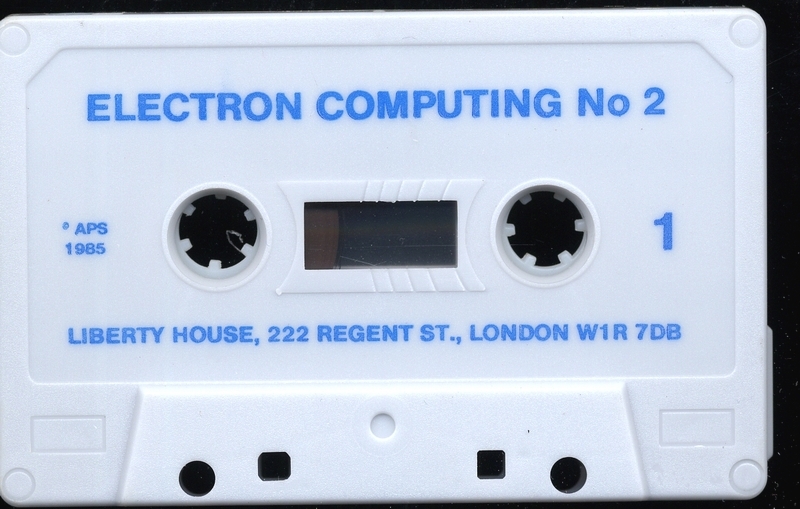 ELECTRON COMPUTING No 2
℗ APS
1985
1
LIBERTY HOUSE, 222 REGENT ST., LONDON W1R 7DB